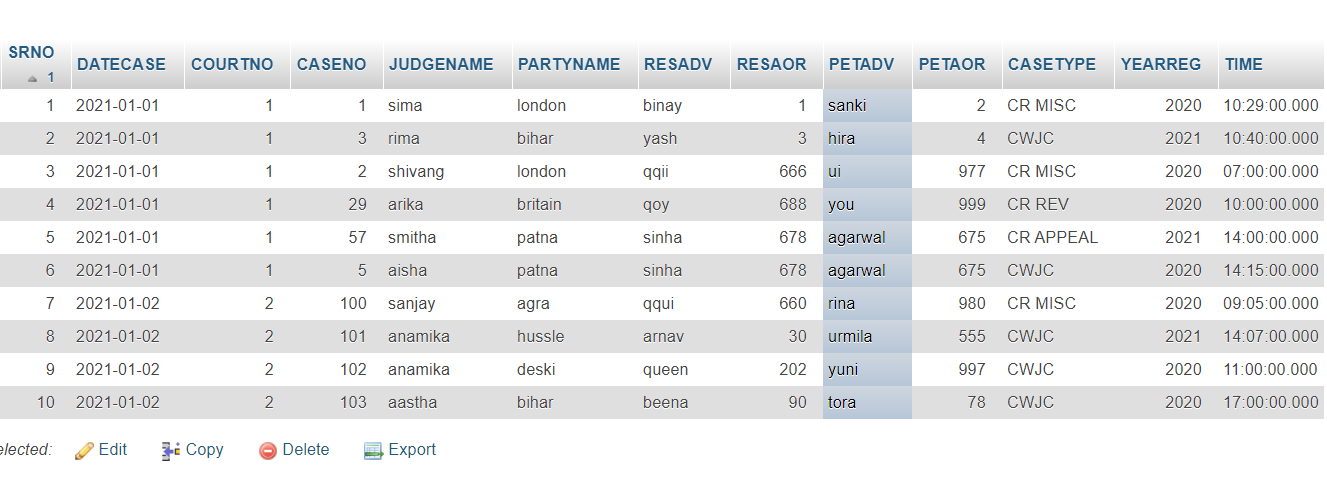 SRNO 1 DATECASE COURTNO CASENO JUDGENAME PARTYNAME RESADV RESAOR PETADV PETAOR CASETYPE YEARREG TIME
1 2021-01-01 1 1 sima london binay 1 sanki 2 CR MISC 2020 10:29:00.000
2 2021-01-01 1 3 rima bihar yash 3 hira 4 CWJC 2021 10:40:00.000
3 2021-01-01 1 2 shivang london qqii 666 ui 977 CR MISC 2020 07:00:00.000
4 2021-01-01 1 29 arika britain qoy 688 you 999 CR REV 2020 10:00:00.000
5 2021-01-01 1 57 smitha patna sinha 678 agarwal 675 CR APPEAL 2021 14:00:00.000
6 2021-01-01 1 5 aisha patna sinha 678 agarwal 675 CWJC 2020 14:15:00.000
7 2021-01-02 2 100 sanjay agra qqui 660 rina 980 CR MISC 2020 09:05:00.000
8 2021-01-02 2 101 anamika hussle arnav 30 urmila 555 CWJC 2021 14:07:00.000
9 2021-01-02 2 102 anamika deski queen 202 yuni 997 CWJC 2020 11:00:00.000
10 2021-01-02 2 103 aastha bihar beena 90 tora 78 CWJC 2020 17:00:00.000
elected: Edit Copy Delete Export